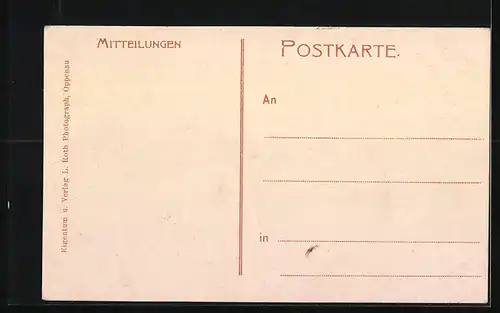 Mitteilungen
Postkarte.
An
in
Eigentum u. Verlag L. Roth Photograph, Oppenau